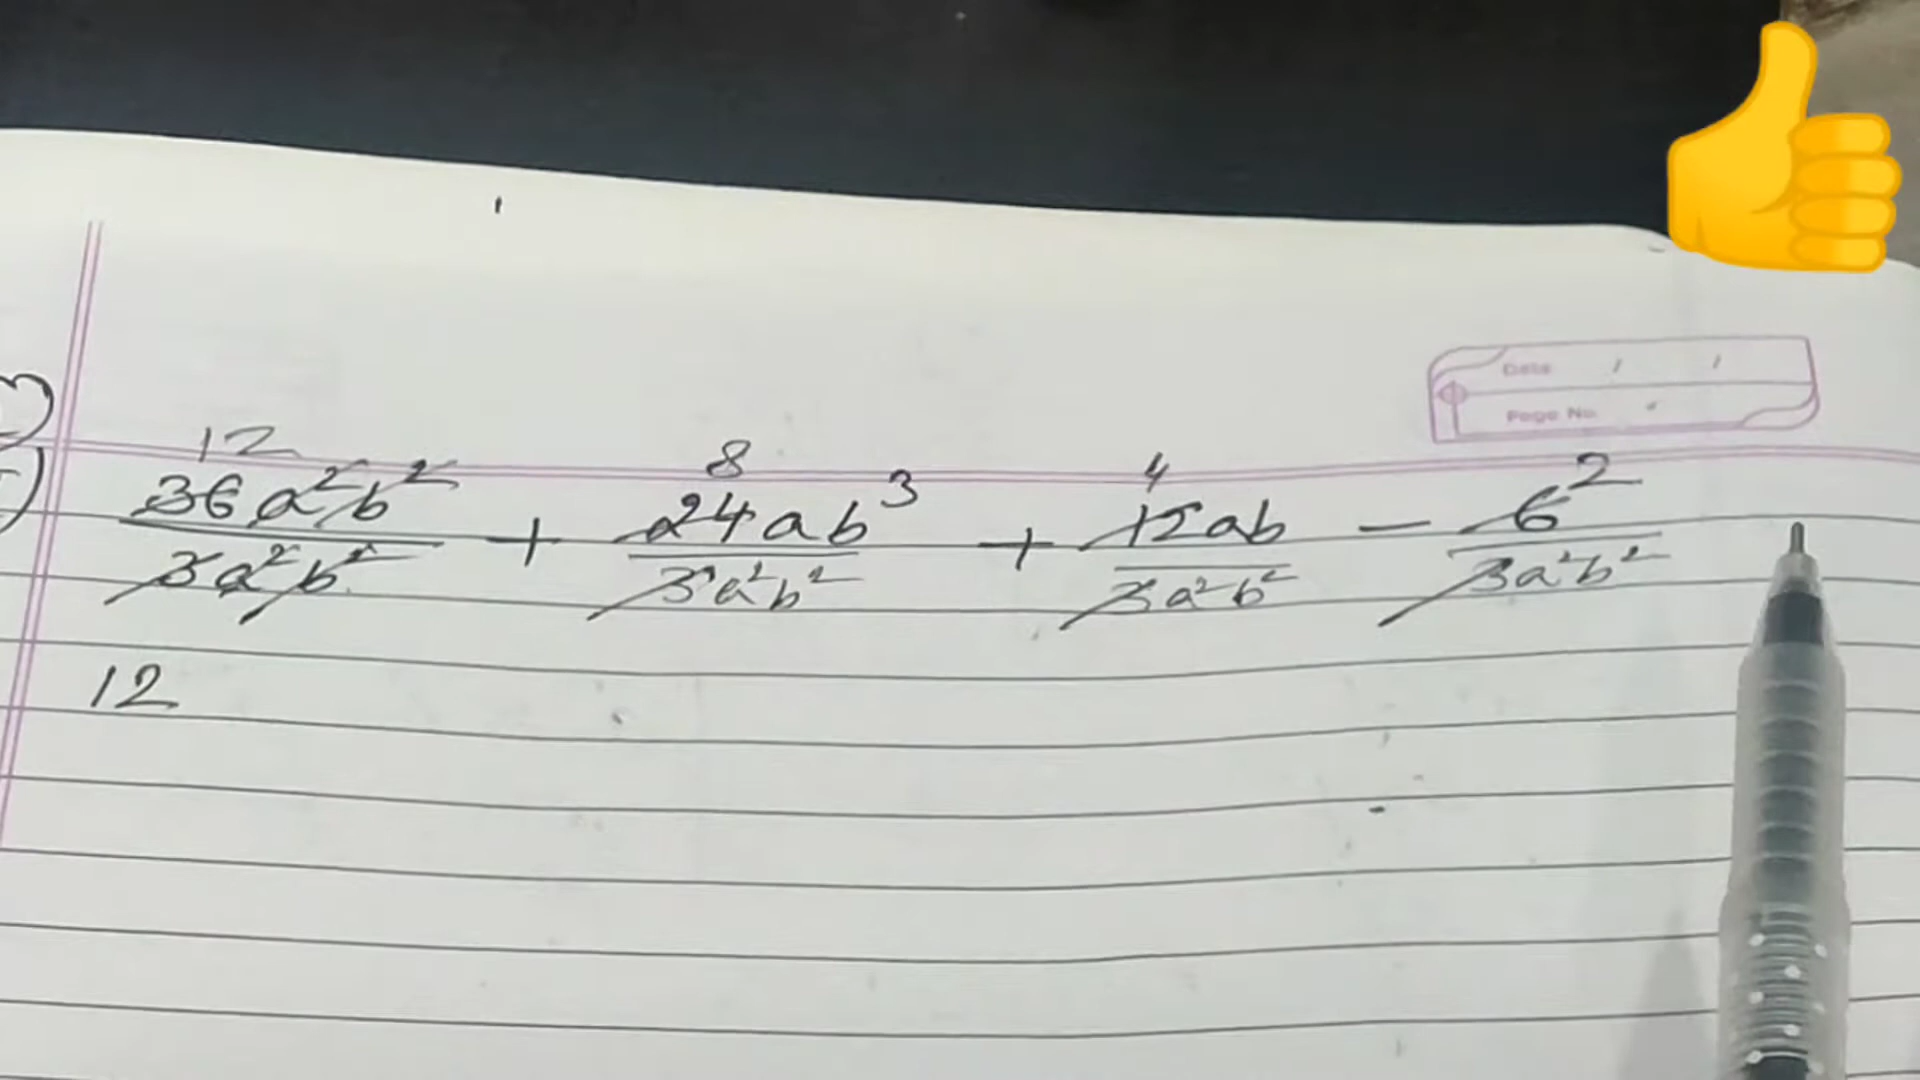 Date / /
Page No.
12 8 4 2
36a²b² + 24ab³ + 12ab - 6
3a²b² 3a²b² 3a²b² 3a²b²
12